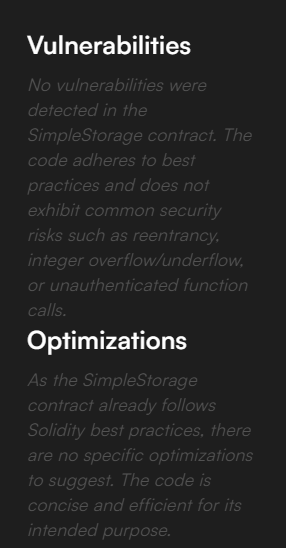 Vulnerabilities
No vulnerabilities were
detected in the
SimpleStorage contract. The
code adheres to best
practices and does not
exhibit common security
risks such as reentrancy,
integer overflow/underflow,
or unauthenticated function
calls.
Optimizations
As the SimpleStorage
contract already follows
Solidity best practices, there
are no specific optimizations
to suggest. The code is
concise and efficient for its
intended purpose.